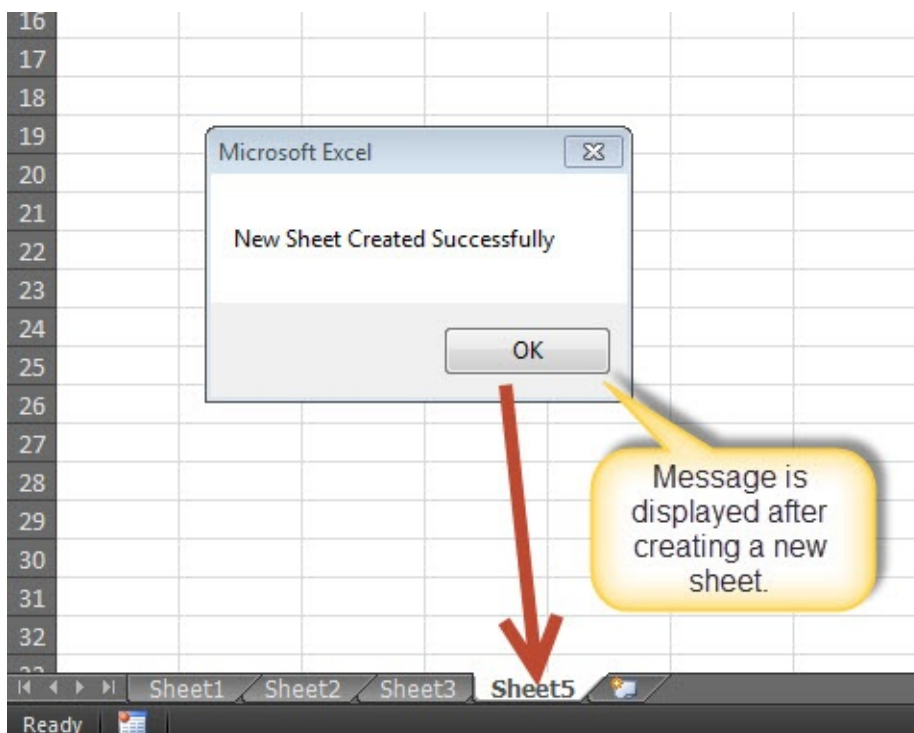 16
17
18
19
20
21
22
23
24
25
26
27
28
29
30
31
32
Microsoft Excel
New Sheet Created Successfully
OK
Message is
displayed after
creating a new
sheet.
Sheet1 Sheet2 Sheet3 Sheet5
Ready